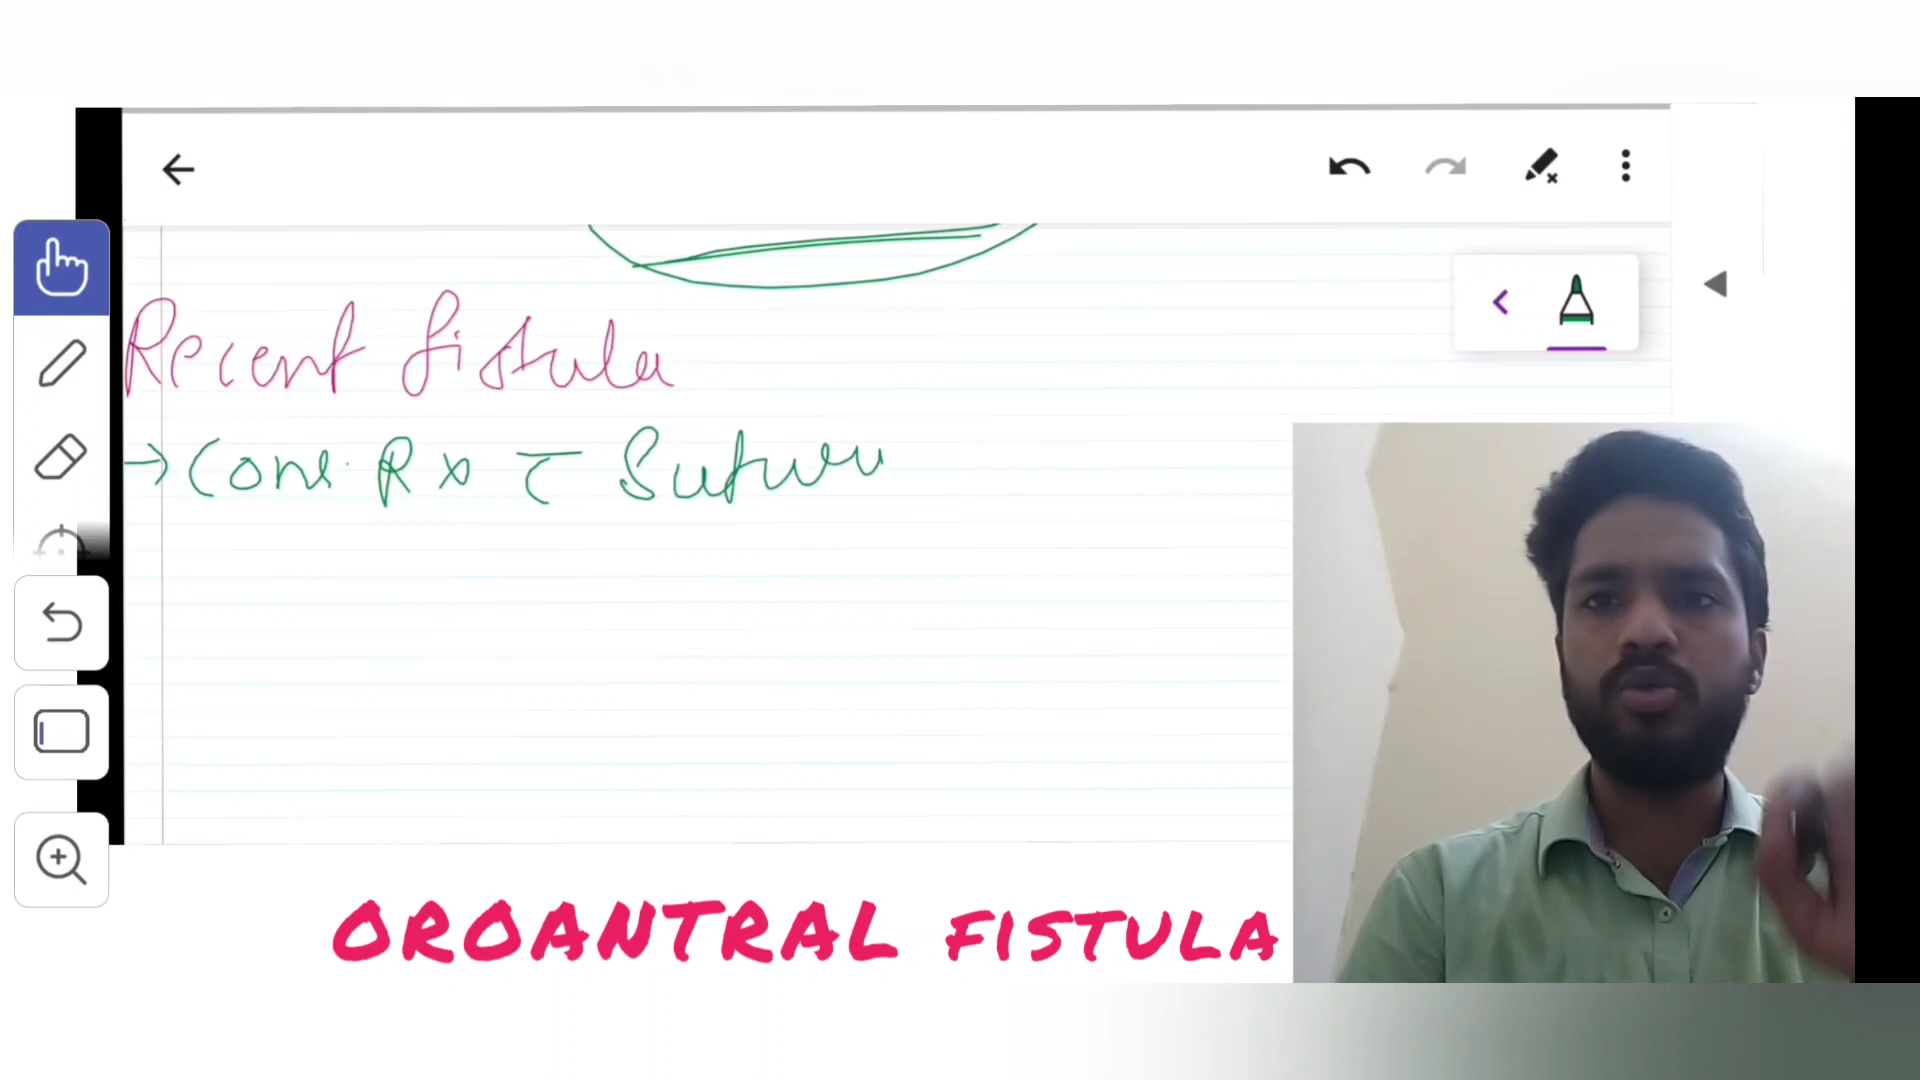 Recent fistula
→ Cons. Rx c̄ Suture
OROANTRAL FISTULA